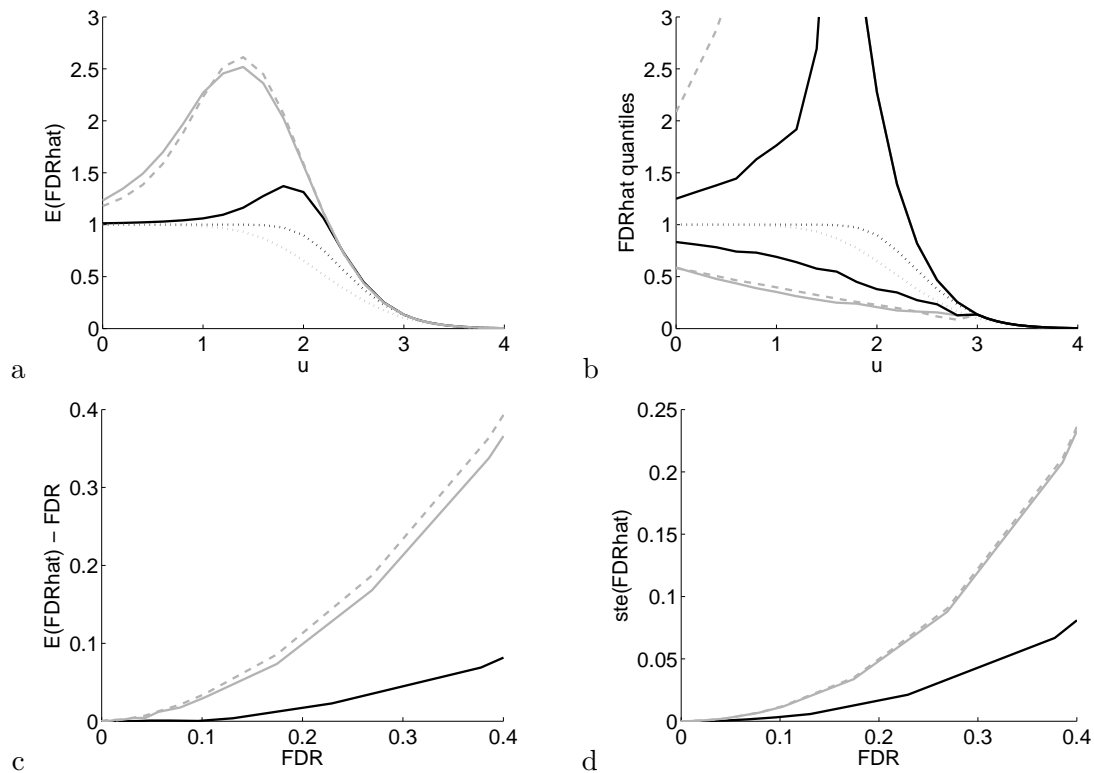 3
2.5
2
1.5
1
0.5
0
E(FDRhat)
0 1 2 3 4
u
a
3
2.5
2
1.5
1
0.5
0
FDRhat quantiles
0 1 2 3 4
u
b
0.4
0.3
0.2
0.1
0
E(FDRhat) − FDR
0 0.1 0.2 0.3 0.4
FDR
c
0.25
0.2
0.15
0.1
0.05
0
ste(FDRhat)
0 0.1 0.2 0.3 0.4
FDR
d